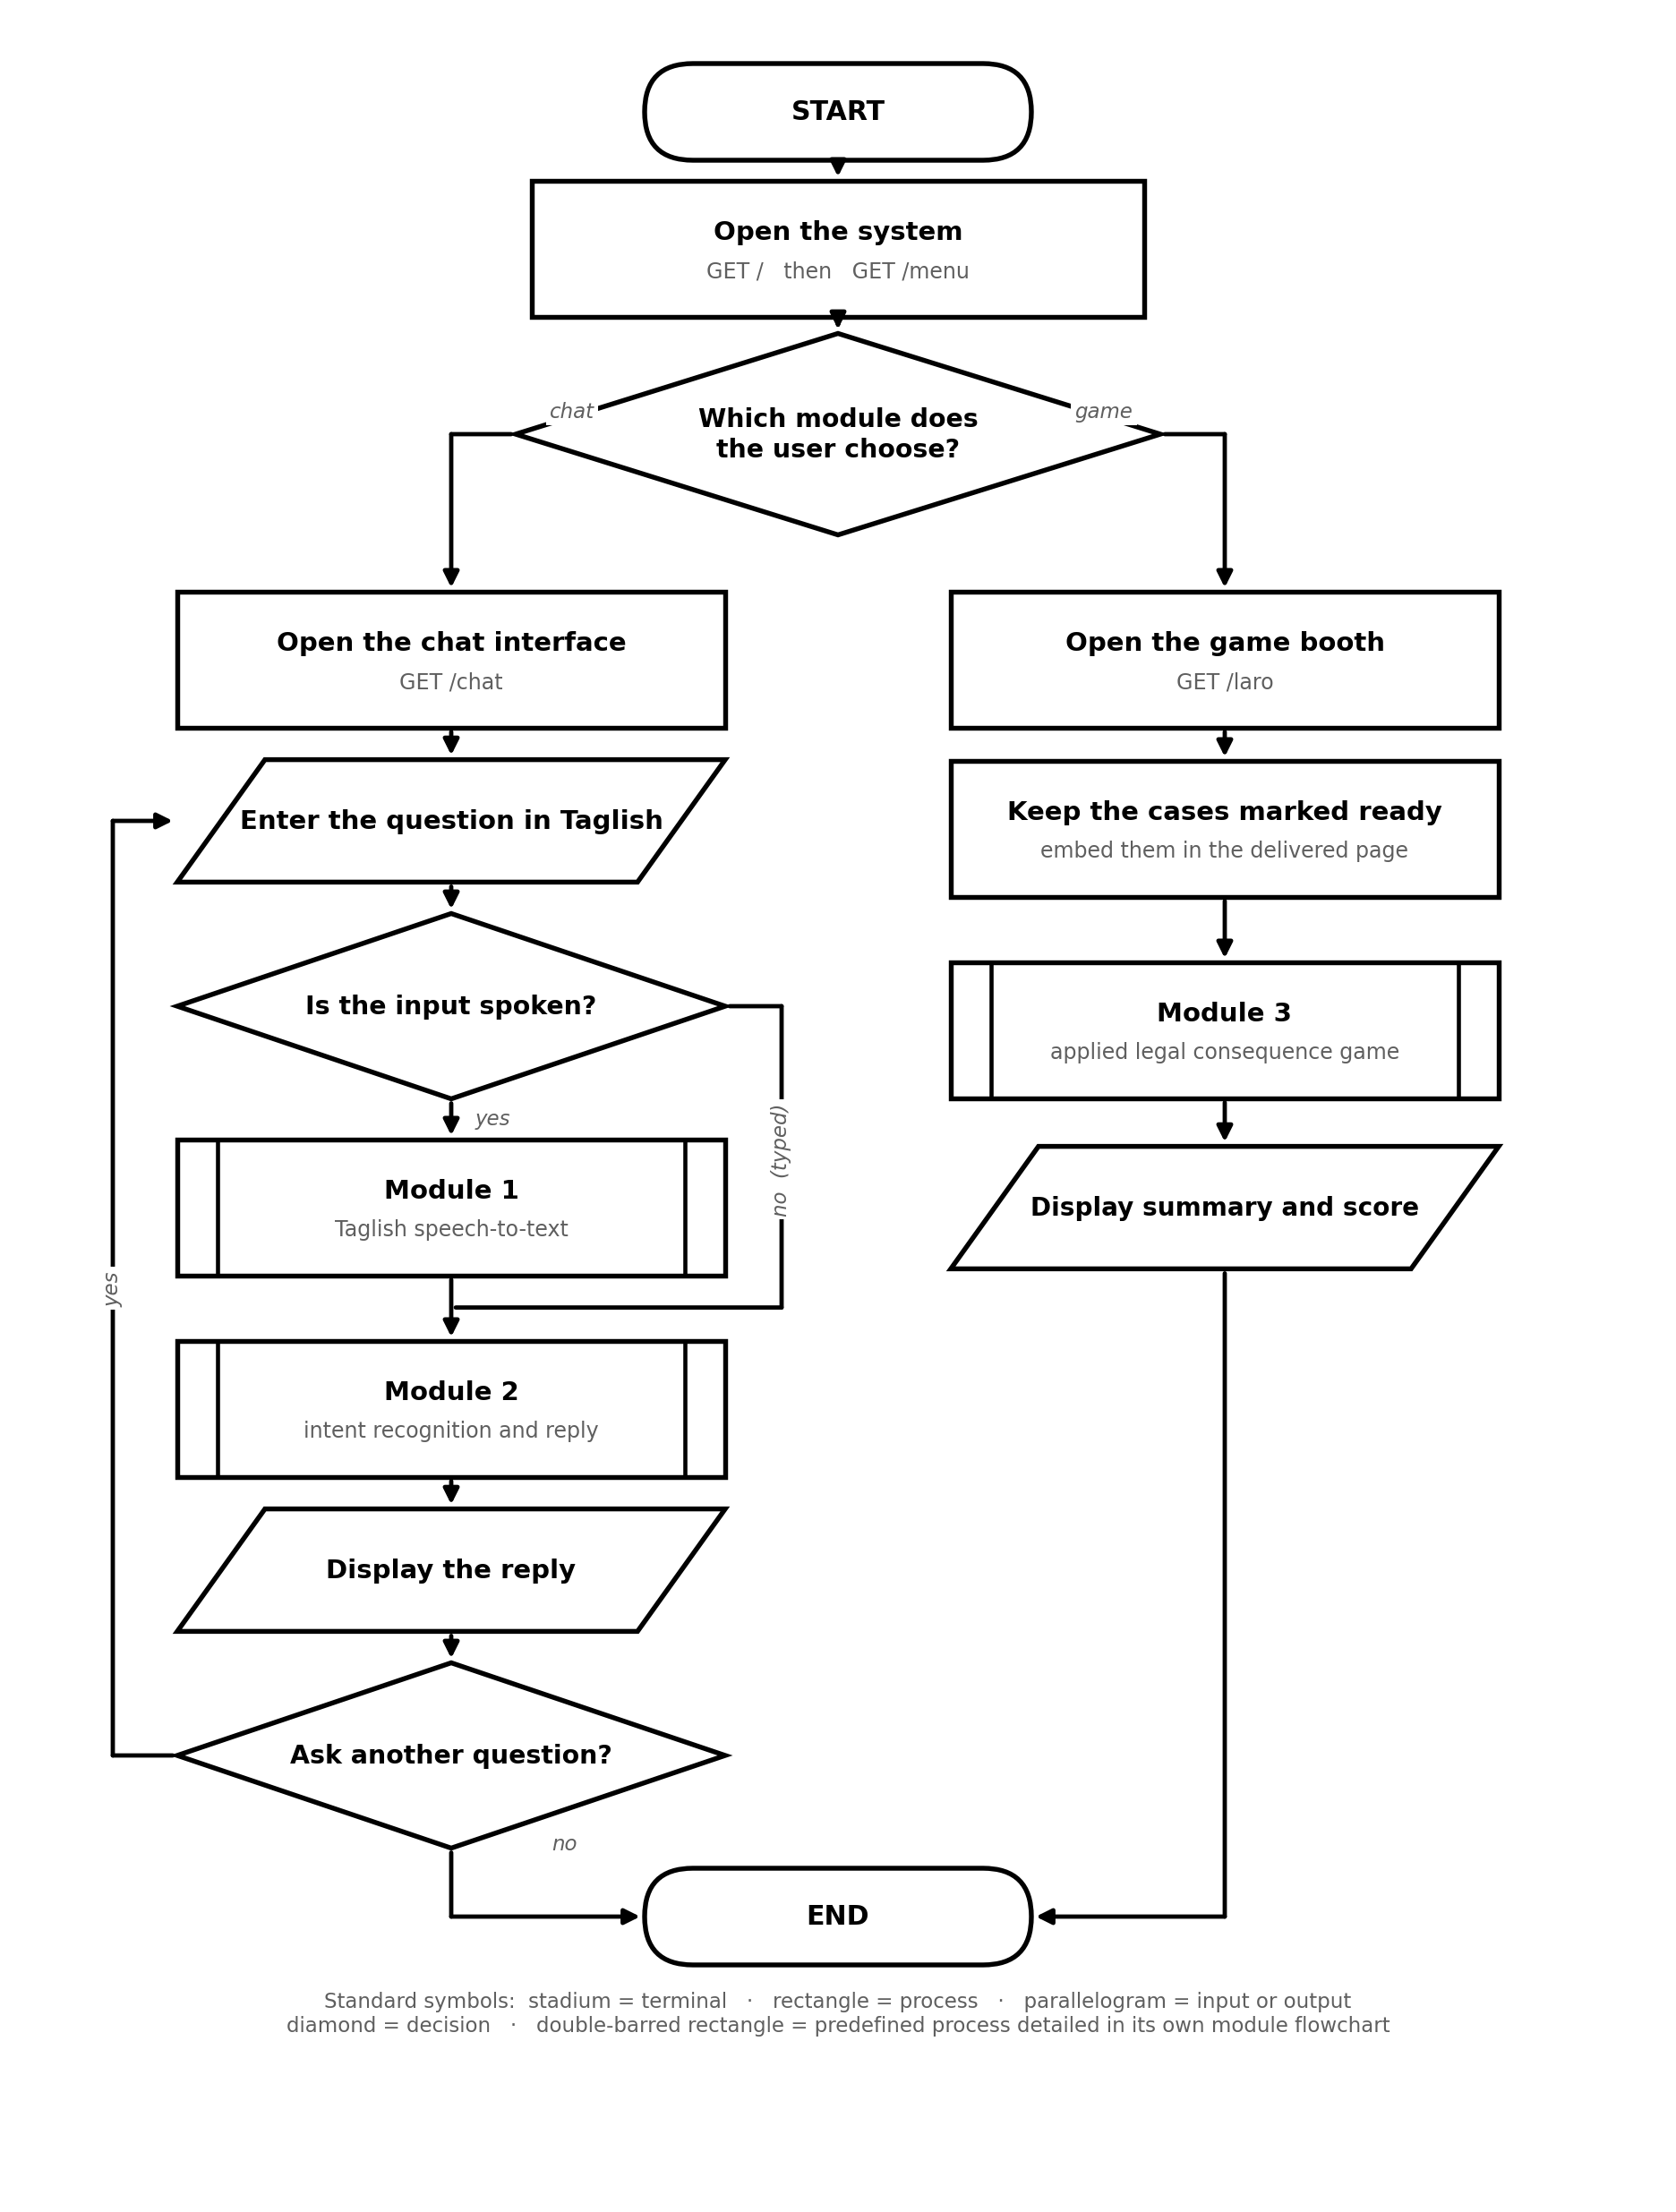 START
Open the system
GET /   then   GET /menu
chat
game
Which module does
the user choose?
Open the chat interface
GET /chat
Open the game booth
GET /laro
Enter the question in Taglish
Keep the cases marked ready
embed them in the delivered page
Is the input spoken?
Module 3
applied legal consequence game
yes
no  (typed)
Module 1
Taglish speech-to-text
Display summary and score
yes
Module 2
intent recognition and reply
Display the reply
Ask another question?
no
END
Standard symbols:  stadium = terminal   ·   rectangle = process   ·   parallelogram = input or output
diamond = decision   ·   double-barred rectangle = predefined process detailed in its own module flowchart